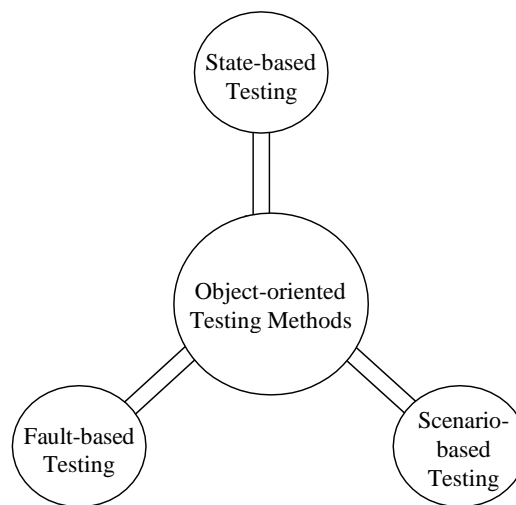 State-based
Testing
Object-oriented
Testing Methods
Fault-based
Testing
Scenario-
based
Testing